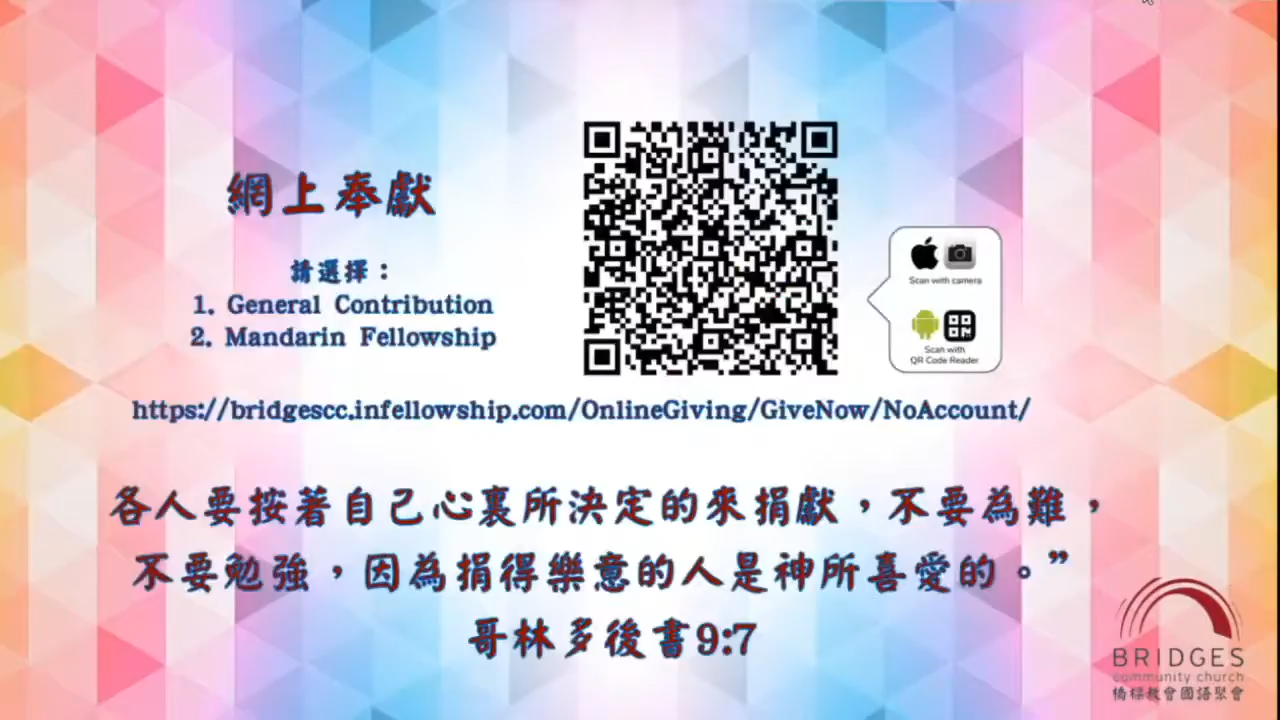 網上奉獻
請選擇：
1. General Contribution
2. Mandarin Fellowship
Scan with camera
Scan with
QR Code Reader
https://bridgescc.infellowship.com/OnlineGiving/GiveNow/NoAccount/
各人要按著自己心裏所決定的來捐獻，不要為難，
不要勉強，因為捐得樂意的人是神所喜愛的。”
哥林多後書9:7
BRIDGES
community church
橋樑教會國語聚會